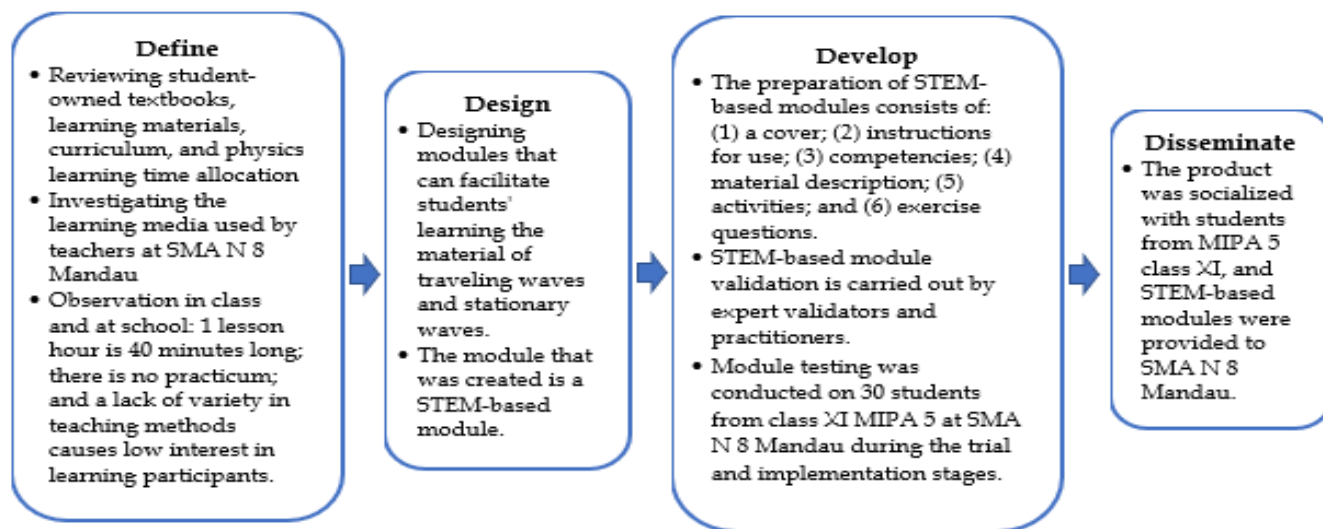 Define
• Reviewing student-
owned textbooks,
learning materials,
curriculum, and physics
learning time allocation
• Investigating the
learning media used by
teachers at SMA N 8
Mandau
• Observation in class
and at school: 1 lesson
hour is 40 minutes long;
there is no practicum;
and a lack of variety in
teaching methods
causes low interest in
learning participants.
Design
• Designing
modules that
can facilitate
students'
learning the
material of
traveling waves
and stationary
waves.
• The module that
was created is a
STEM-based
module.
Develop
• The preparation of STEM-
based modules consists of:
(1) a cover; (2) instructions
for use; (3) competencies; (4)
material description; (5)
activities; and (6) exercise
questions.
• STEM-based module
validation is carried out by
expert validators and
practitioners.
• Module testing was
conducted on 30 students
from class XI MIPA 5 at SMA
N 8 Mandau during the trial
and implementation stages.
Disseminate
• The product
was socialized
with students
from MIPA 5
class XI, and
STEM-based
modules were
provided to
SMA N 8
Mandau.